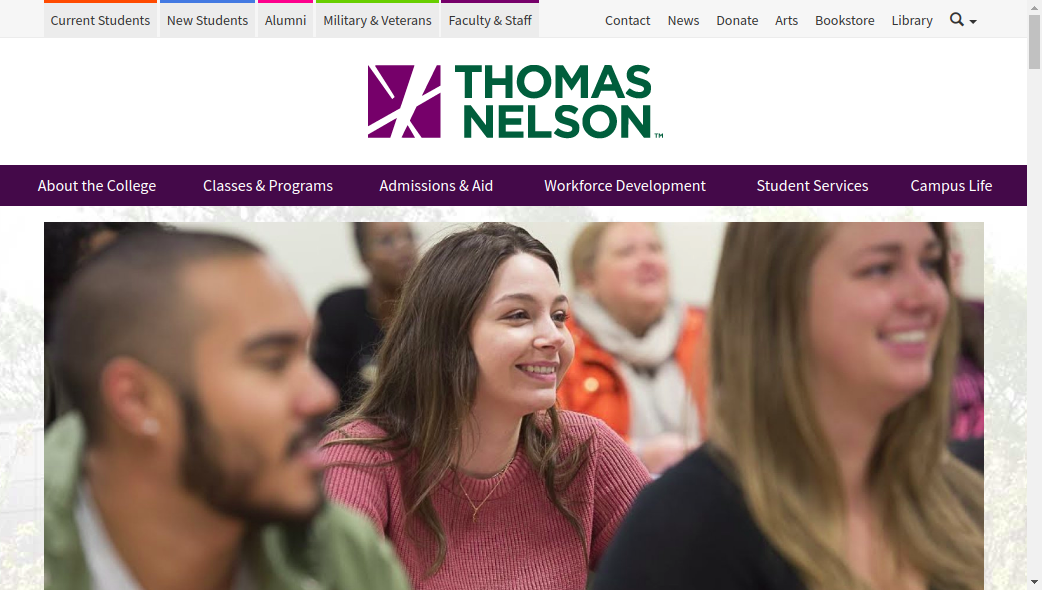 Current Students New Students Alumni Military & Veterans Faculty & Staff Contact News Donate Arts Bookstore Library
THOMAS
NELSON™
About the College Classes & Programs Admissions & Aid Workforce Development Student Services Campus Life